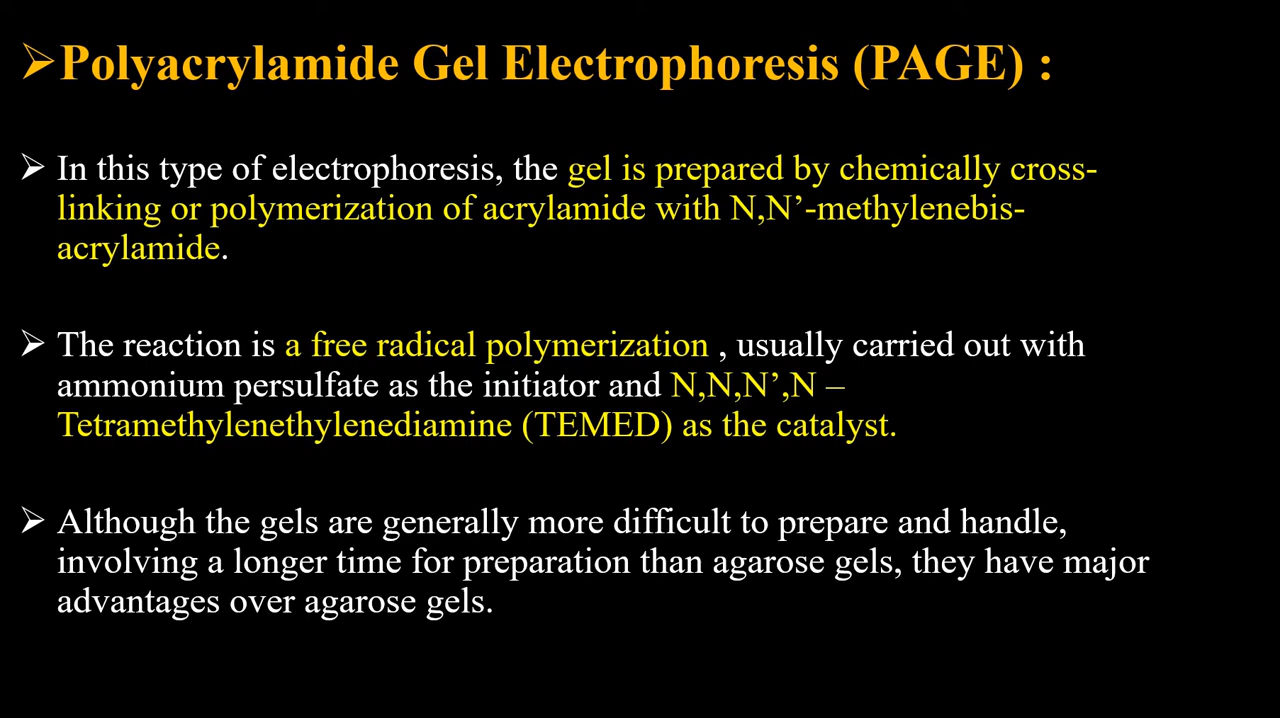 ➢Polyacrylamide Gel Electrophoresis (PAGE) :
➢ In this type of electrophoresis, the gel is prepared by chemically cross-
linking or polymerization of acrylamide with N,N’-methylenebis-
acrylamide.
➢ The reaction is a free radical polymerization , usually carried out with
ammonium persulfate as the initiator and N,N,N’,N –
Tetramethylenethylenediamine (TEMED) as the catalyst.
➢ Although the gels are generally more difficult to prepare and handle,
involving a longer time for preparation than agarose gels, they have major
advantages over agarose gels.